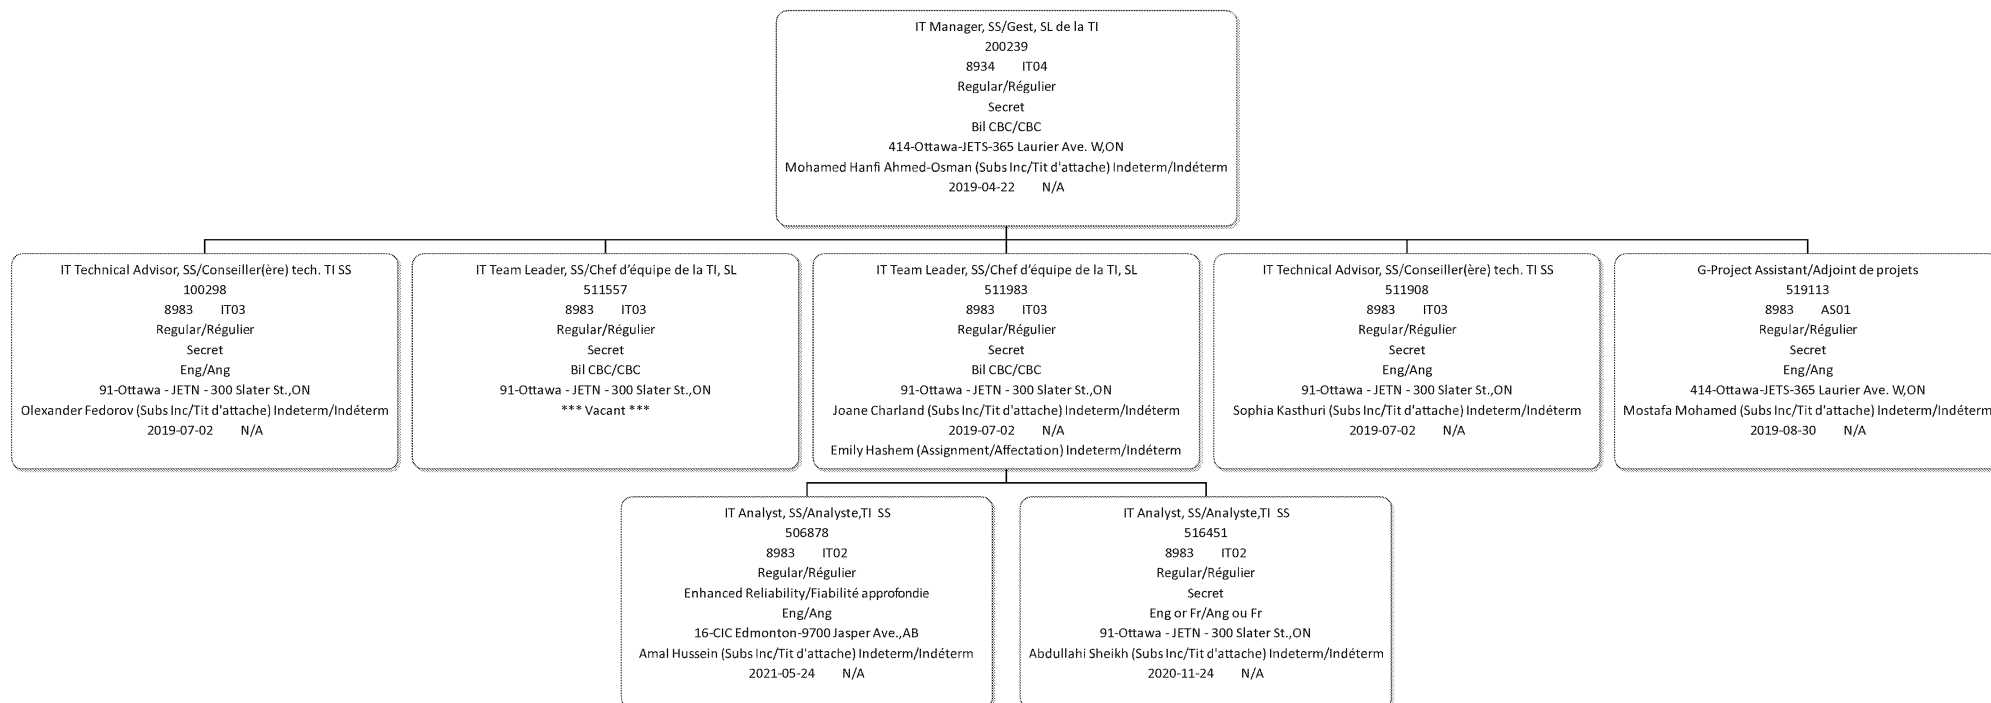 IT Manager, SS/Gest, SL de la TI
200239
8934 IT04
Regular/Régulier
Secret
Bil CBC/CBC
414-Ottawa-JETS-365 Laurier Ave. W,ON
Mohamed Hanfi Ahmed-Osman (Subs Inc/Tit d'attache) Indeterm/Indéterm
2019-04-22 N/A
IT Technical Advisor, SS/Conseiller(ère) tech. TI SS
100298
8983 IT03
Regular/Régulier
Secret
Eng/Ang
91-Ottawa - JETN - 300 Slater St.,ON
Olexander Fedorov (Subs Inc/Tit d'attache) Indeterm/Indéterm
2019-07-02 N/A
IT Team Leader, SS/Chef d’équipe de la TI, SL
511557
8983 IT03
Regular/Régulier
Secret
Bil CBC/CBC
91-Ottawa - JETN - 300 Slater St.,ON
*** Vacant ***
IT Team Leader, SS/Chef d’équipe de la TI, SL
511983
8983 IT03
Regular/Régulier
Secret
Bil CBC/CBC
91-Ottawa - JETN - 300 Slater St.,ON
Joane Charland (Subs Inc/Tit d'attache) Indeterm/Indéterm
2019-07-02 N/A
Emily Hashem (Assignment/Affectation) Indeterm/Indéterm
IT Technical Advisor, SS/Conseiller(ère) tech. TI SS
511908
8983 IT03
Regular/Régulier
Secret
Eng/Ang
91-Ottawa - JETN - 300 Slater St.,ON
Sophia Kasthuri (Subs Inc/Tit d'attache) Indeterm/Indéterm
2019-07-02 N/A
G-Project Assistant/Adjoint de projets
519113
8983 AS01
Regular/Régulier
Secret
Eng/Ang
414-Ottawa-JETS-365 Laurier Ave. W,ON
Mostafa Mohamed (Subs Inc/Tit d'attache) Indeterm/Indéterm
2019-08-30 N/A
IT Analyst, SS/Analyste,TI SS
506878
8983 IT02
Regular/Régulier
Enhanced Reliability/Fiabilité approfondie
Eng/Ang
16-CIC Edmonton-9700 Jasper Ave.,AB
Amal Hussein (Subs Inc/Tit d'attache) Indeterm/Indéterm
2021-05-24 N/A
IT Analyst, SS/Analyste,TI SS
516451
8983 IT02
Regular/Régulier
Secret
Eng or Fr/Ang ou Fr
91-Ottawa - JETN - 300 Slater St.,ON
Abdullahi Sheikh (Subs Inc/Tit d'attache) Indeterm/Indéterm
2020-11-24 N/A